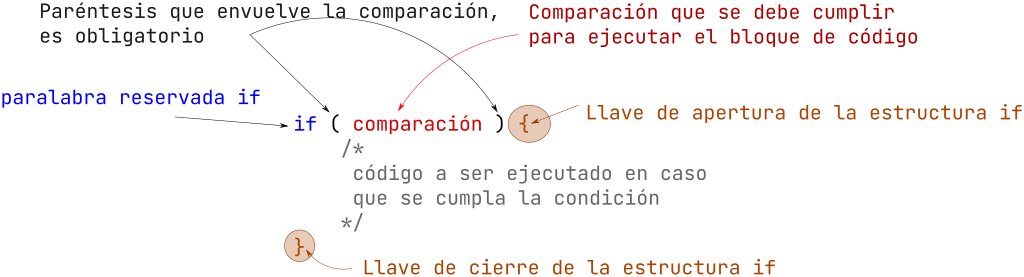 Paréntesis que envuelve la comparación,
es obligatorio
Comparación que se debe cumplir
para ejecutar el bloque de código
paralabra reservada if
if ( comparación ) {
Llave de apertura de la estructura if
/*
código a ser ejecutado en caso
que se cumpla la condición
*/
}
Llave de cierre de la estructura if